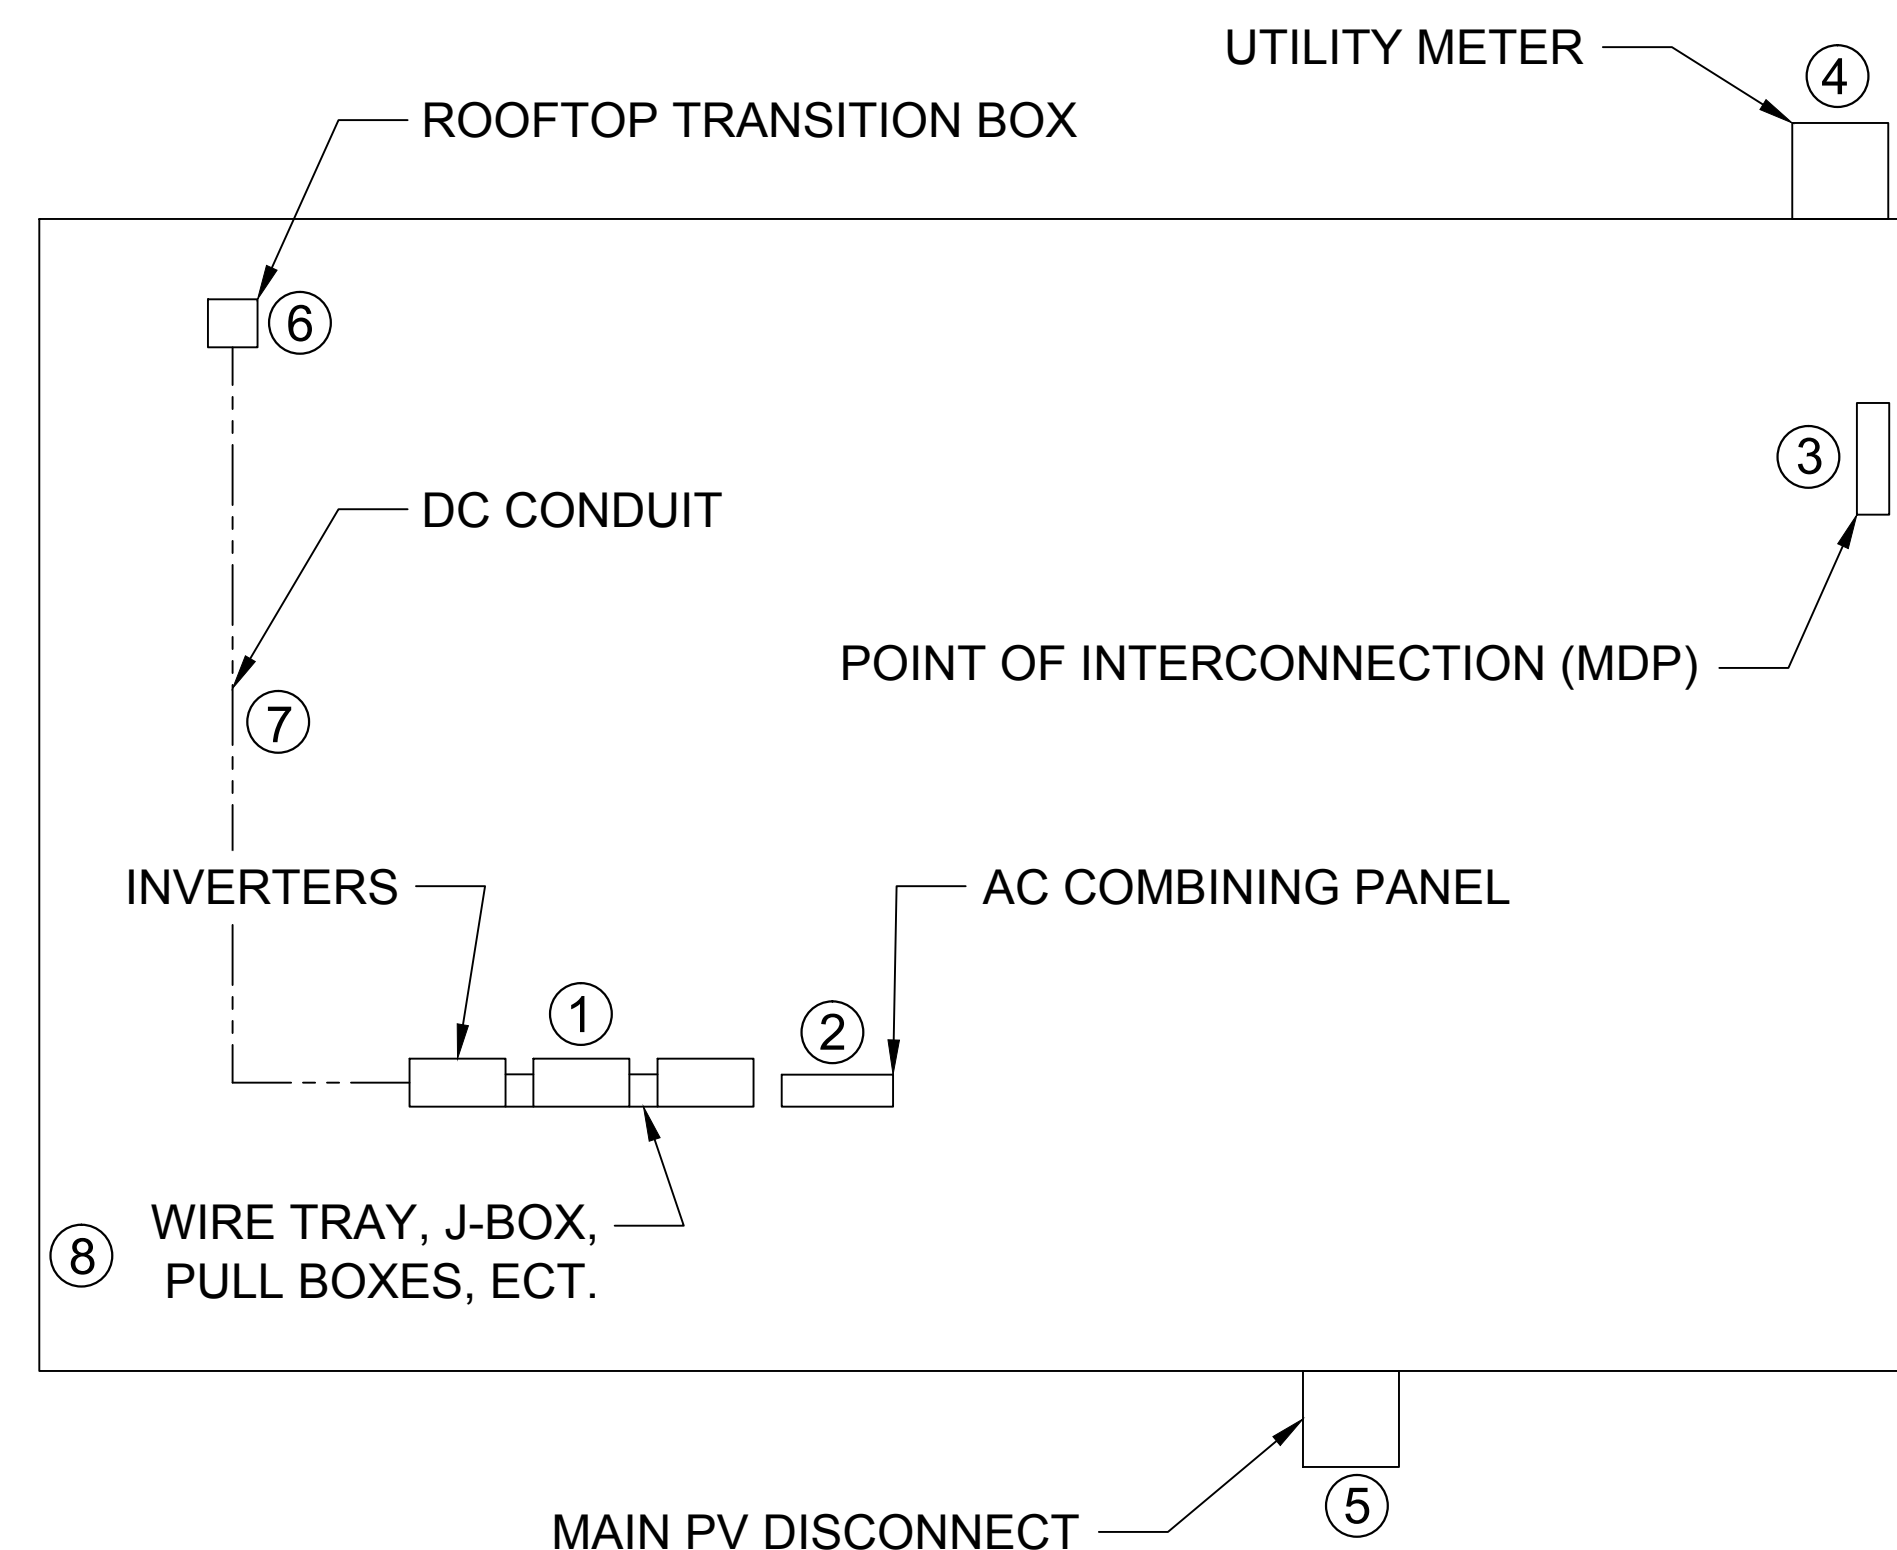 UTILITY METER
4
ROOFTOP TRANSITION BOX
6
3
DC CONDUIT
POINT OF INTERCONNECTION (MDP)
7
INVERTERS
AC COMBINING PANEL
1
2
WIRE TRAY, J-BOX,
PULL BOXES, ECT.
8
5
MAIN PV DISCONNECT